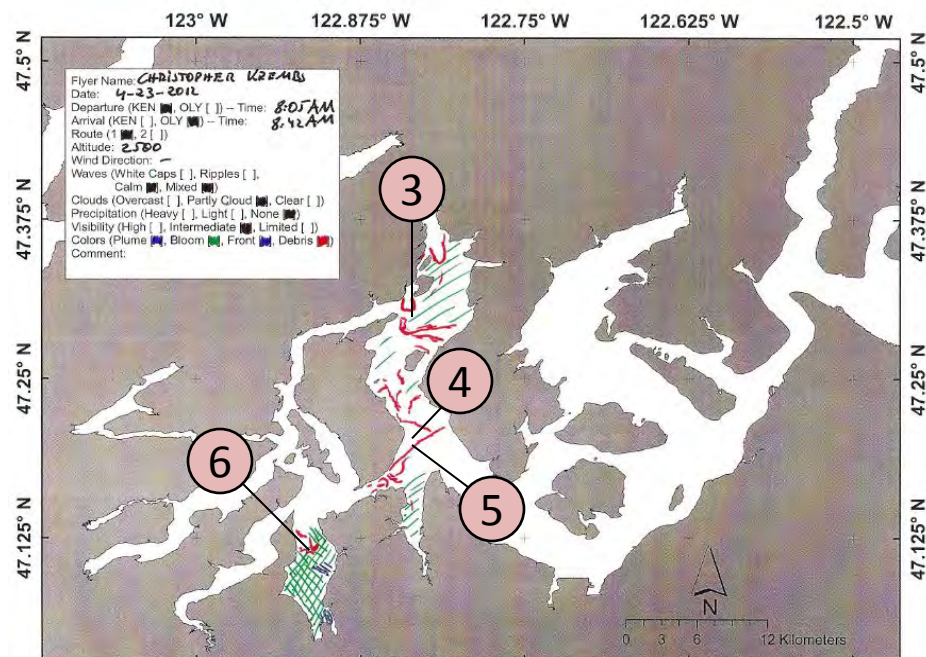 123° W 122.875° W 122.75° W 122.625° W 122.5° W
47.5° N 47.5° N
Flyer Name: CHRISTOPHER KREMBS
Date: 4-23-2012
Departure (KEN [■], OLY [ ]) -- Time: 8:05 AM
Arrival (KEN [ ], OLY [■]) -- Time: 8:42 AM
Route (1 [■], 2 [ ])
Altitude: 2500
Wind Direction: –
Waves (White Caps [ ], Ripples [ ],
Calm [■], Mixed [■])
Clouds (Overcast [ ], Partly Cloud [■], Clear [ ])
Precipitation (Heavy [ ], Light [ ], None [■])
Visibility (High [ ], Intermediate [■], Limited [ ])
Colors (Plume [■], Bloom [■], Front [■], Debris [■])
Comment:
3
47.375° N 47.375° N
47.25° N 47.25° N
4
6
5
47.125° N 47.125° N
N
0 3 6 12 Kilometers